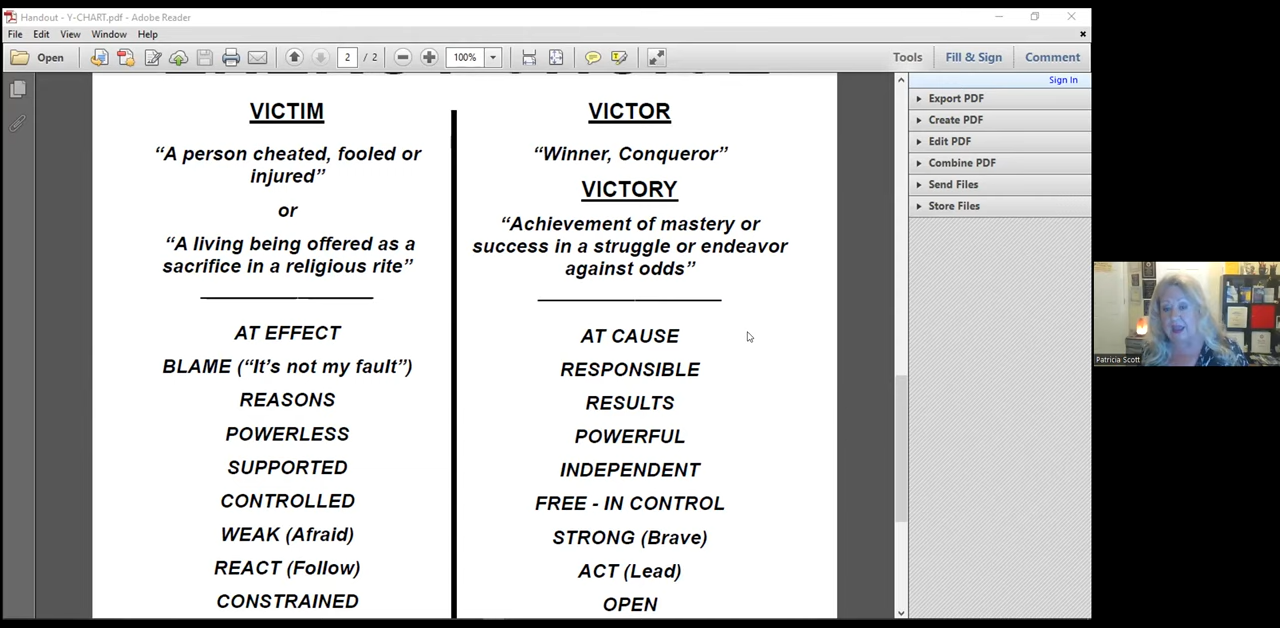 Handout - Y-CHART.pdf - Adobe Reader
File Edit View Window Help
Open 2 / 2 100% Tools Fill & Sign Comment
Sign In
Export PDF
Create PDF
Edit PDF
Combine PDF
Send Files
Store Files
VICTIM
“A person cheated, fooled or
injured”
or
“A living being offered as a
sacrifice in a religious rite”
AT EFFECT
BLAME (“It’s not my fault”)
REASONS
POWERLESS
SUPPORTED
CONTROLLED
WEAK (Afraid)
REACT (Follow)
CONSTRAINED
VICTOR
“Winner, Conqueror”
VICTORY
“Achievement of mastery or
success in a struggle or endeavor
against odds”
AT CAUSE
RESPONSIBLE
RESULTS
POWERFUL
INDEPENDENT
FREE - IN CONTROL
STRONG (Brave)
ACT (Lead)
OPEN
Patricia Scott